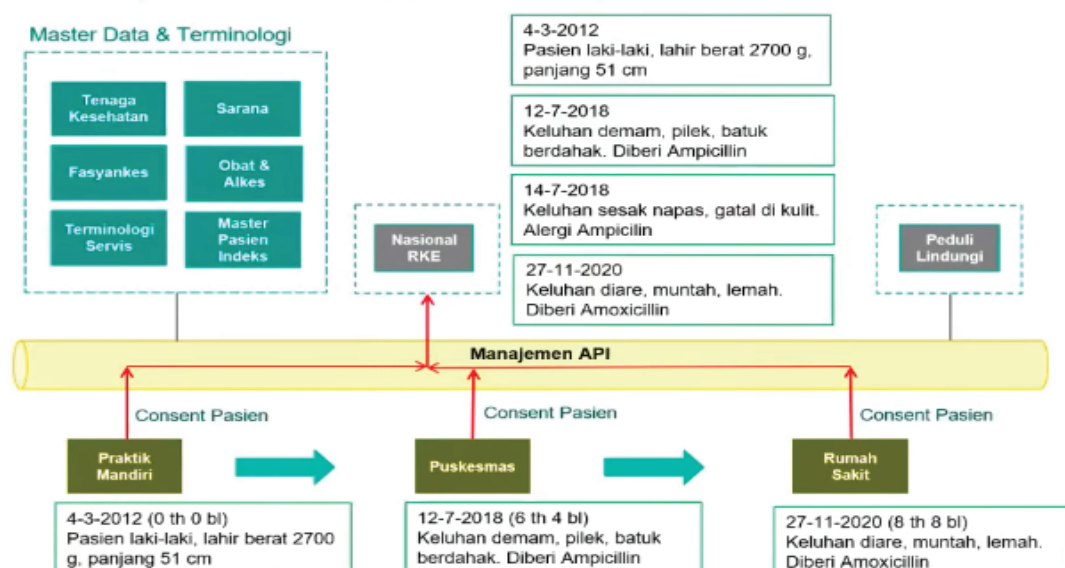 Master Data & Terminologi
Tenaga
Kesehatan
Sarana
Fasyankes
Obat &
Alkes
Terminologi
Servis
Master
Pasien
Indeks
Nasional
RKE
4-3-2012
Pasien laki-laki, lahir berat 2700 g,
panjang 51 cm
12-7-2018
Keluhan demam, pilek, batuk
berdahak. Diberi Ampicillin
14-7-2018
Keluhan sesak napas, gatal di kulit.
Alergi Ampicilin
27-11-2020
Keluhan diare, muntah, lemah.
Diberi Amoxicillin
Peduli
Lindungi
Manajemen API
Consent Pasien
Consent Pasien
Consent Pasien
Praktik
Mandiri
Puskesmas
Rumah
Sakit
4-3-2012 (0 th 0 bl)
Pasien laki-laki, lahir berat 2700
g, panjang 51 cm
12-7-2018 (6 th 4 bl)
Keluhan demam, pilek, batuk
berdahak. Diberi Ampicillin
27-11-2020 (8 th 8 bl)
Keluhan diare, muntah, lemah.
Diberi Amoxicillin